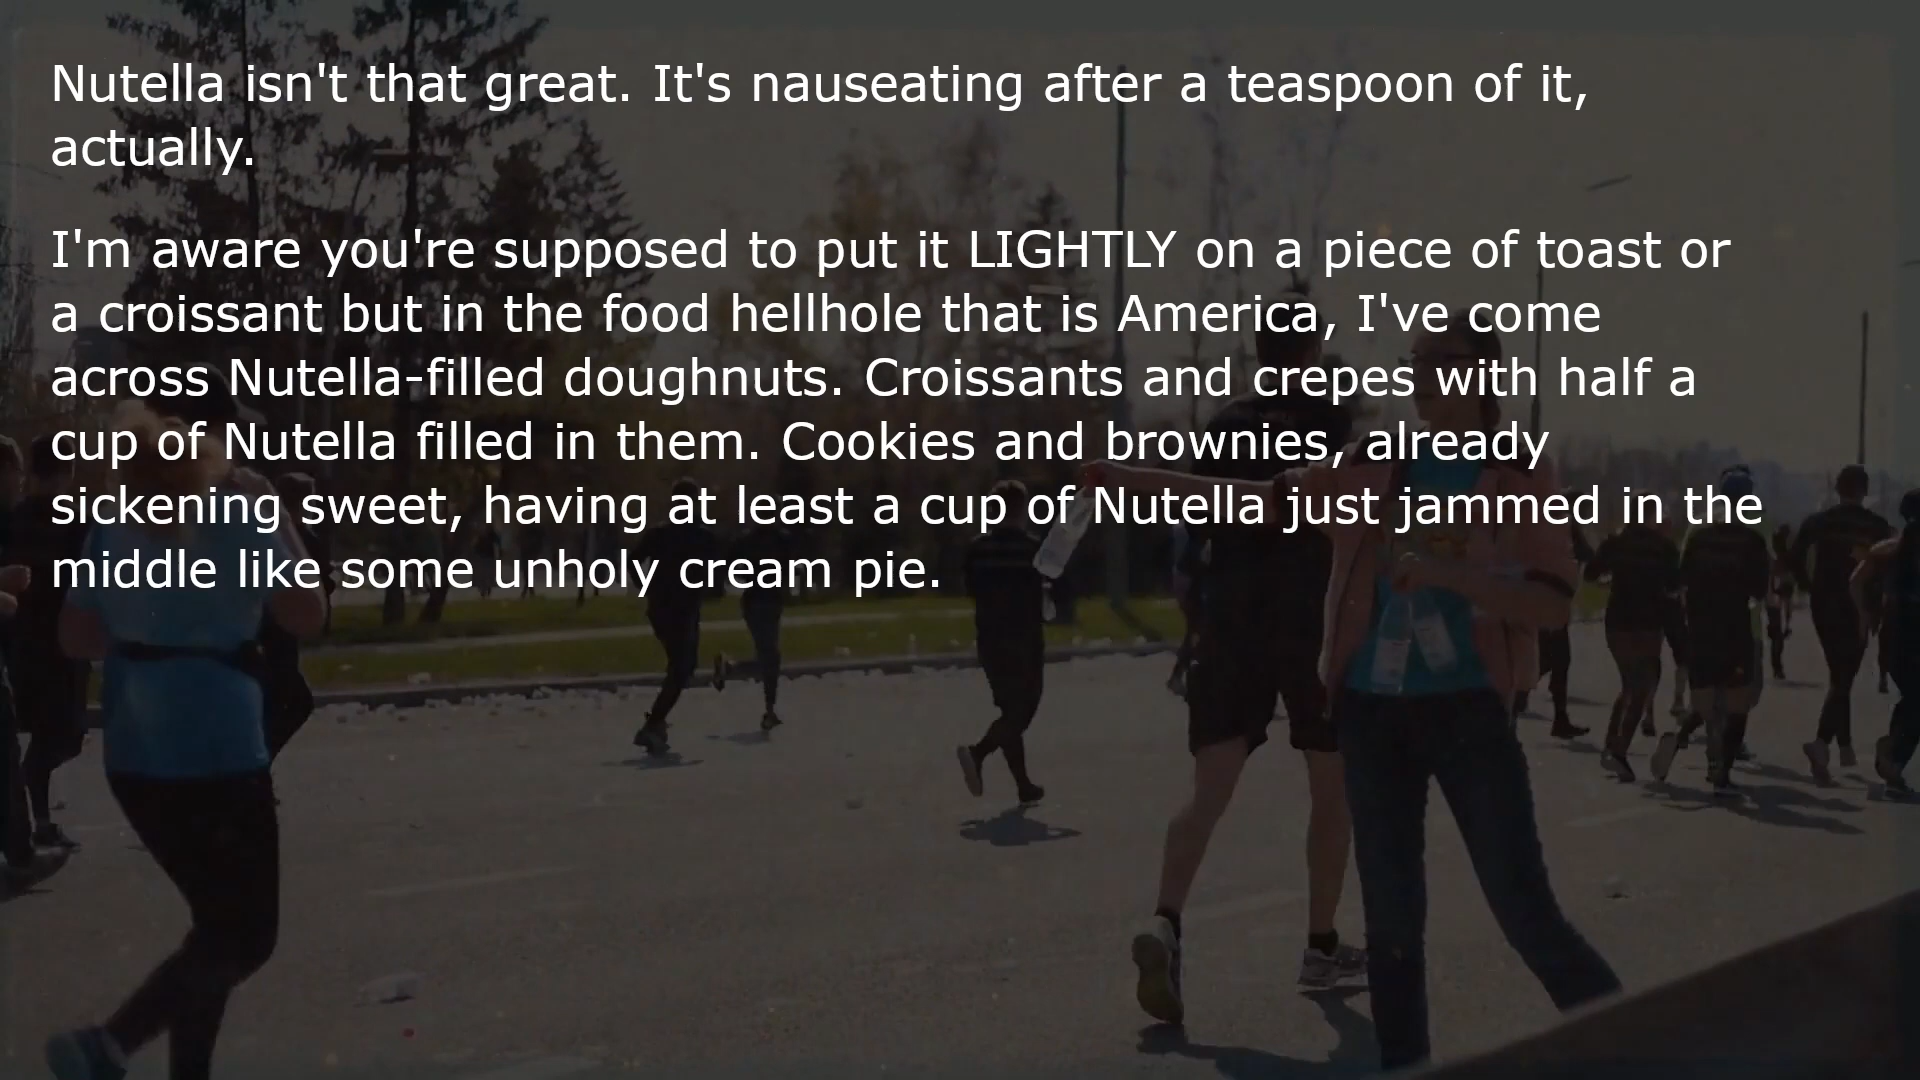 Nutella isn't that great. It's nauseating after a teaspoon of it,
actually.
I'm aware you're supposed to put it LIGHTLY on a piece of toast or
a croissant but in the food hellhole that is America, I've come
across Nutella-filled doughnuts. Croissants and crepes with half a
cup of Nutella filled in them. Cookies and brownies, already
sickening sweet, having at least a cup of Nutella just jammed in the
middle like some unholy cream pie.